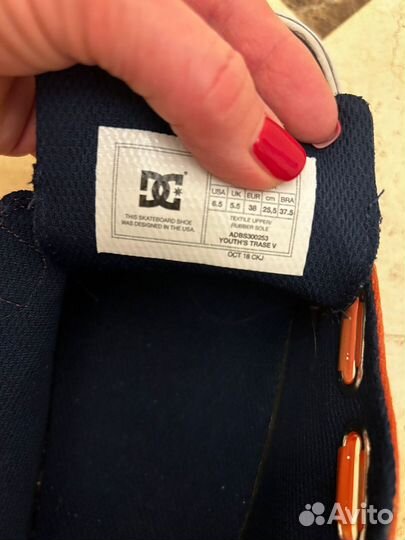 DC
THIS SKATEBOARD SHOE
WAS DESIGNED IN THE USA.
USA UK EUR cm BRA
6.5 5.5 38 25,5 37.5
TEXTILE UPPER/
RUBBER SOLE
ADBS300253
YOUTH'S TRASE V
OCT 18 CKJ
Avito